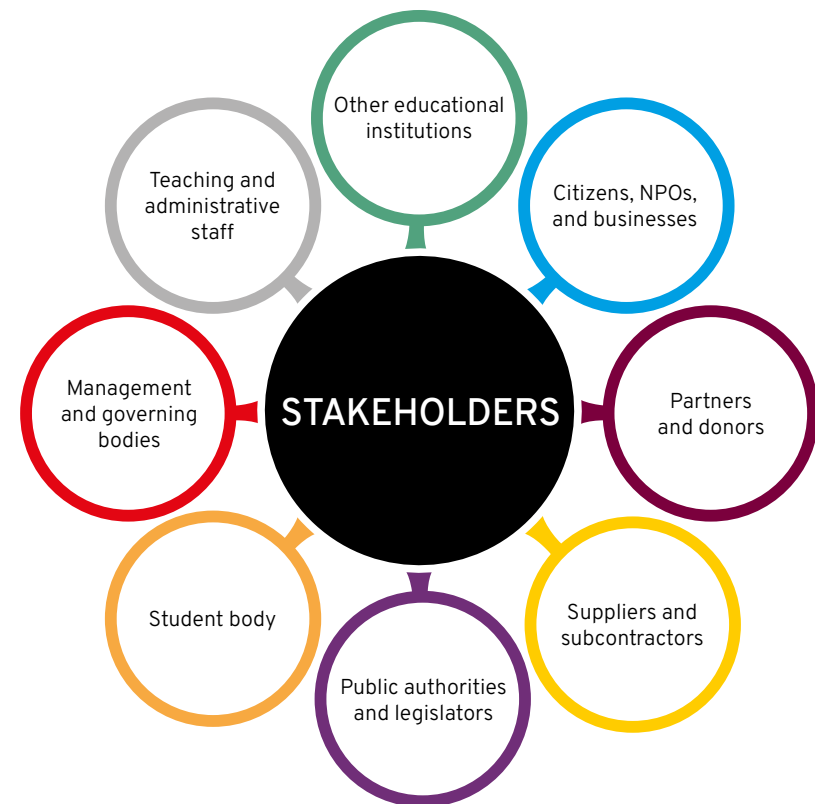 Other educational
institutions
Citizens, NPOs,
and businesses
Partners
and donors
Suppliers and
subcontractors
Public authorities
and legislators
Student body
Management
and governing
bodies
Teaching and
administrative
staff
STAKEHOLDERS